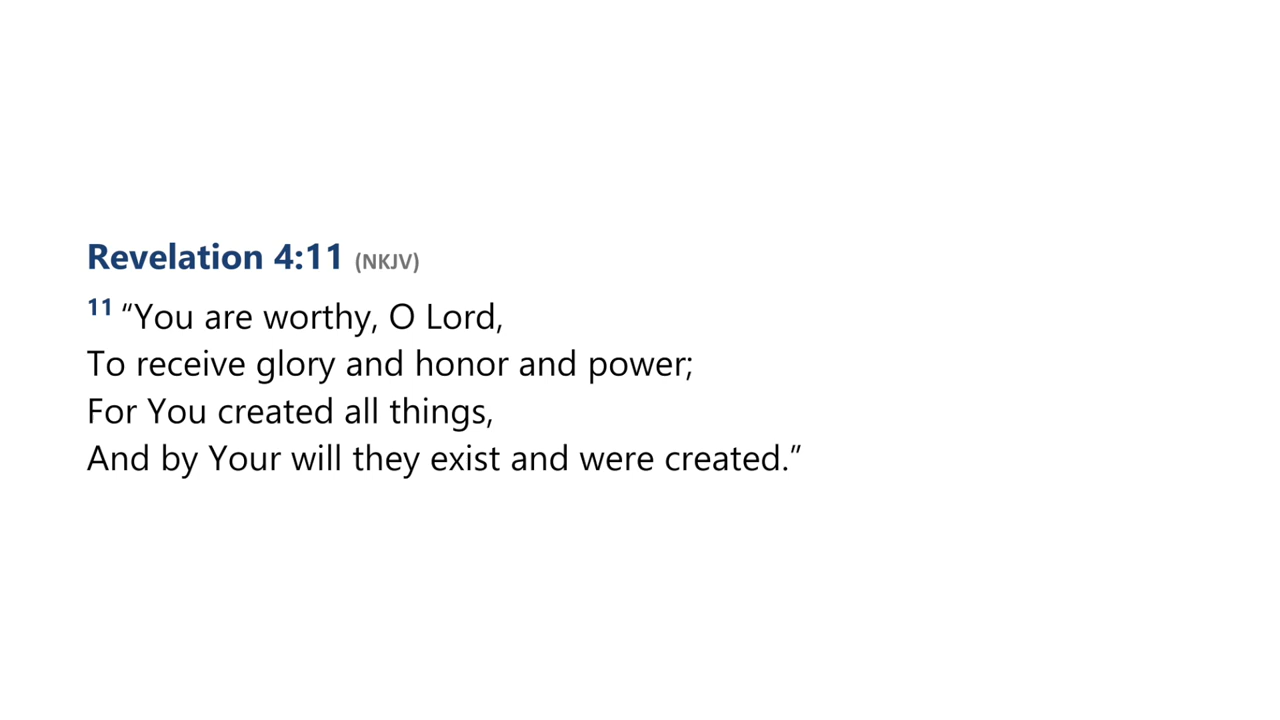 Revelation 4:11 (NKJV)
11 “You are worthy, O Lord,
To receive glory and honor and power;
For You created all things,
And by Your will they exist and were created.”